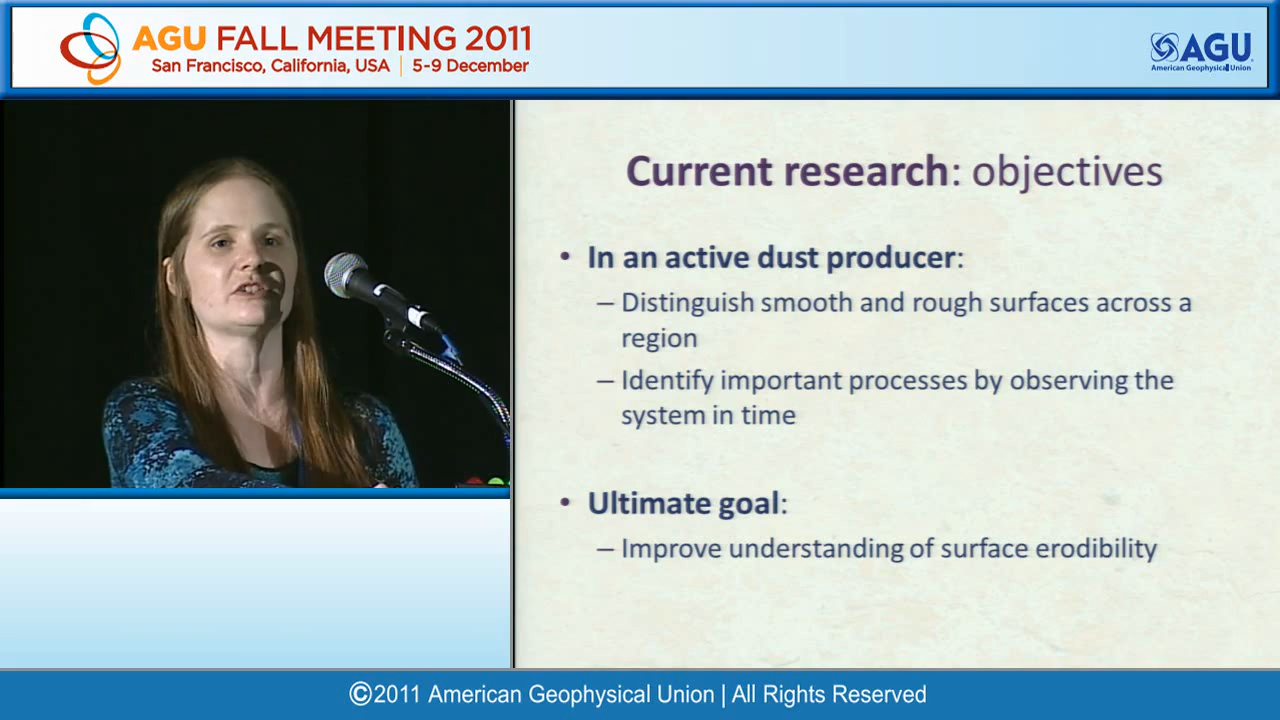 AGU FALL MEETING 2011
San Francisco, California, USA | 5-9 December
AGU
American Geophysical Union
Current research: objectives
• In an active dust producer:
– Distinguish smooth and rough surfaces across a
region
– Identify important processes by observing the
system in time
• Ultimate goal:
– Improve understanding of surface erodibility
©2011 American Geophysical Union | All Rights Reserved